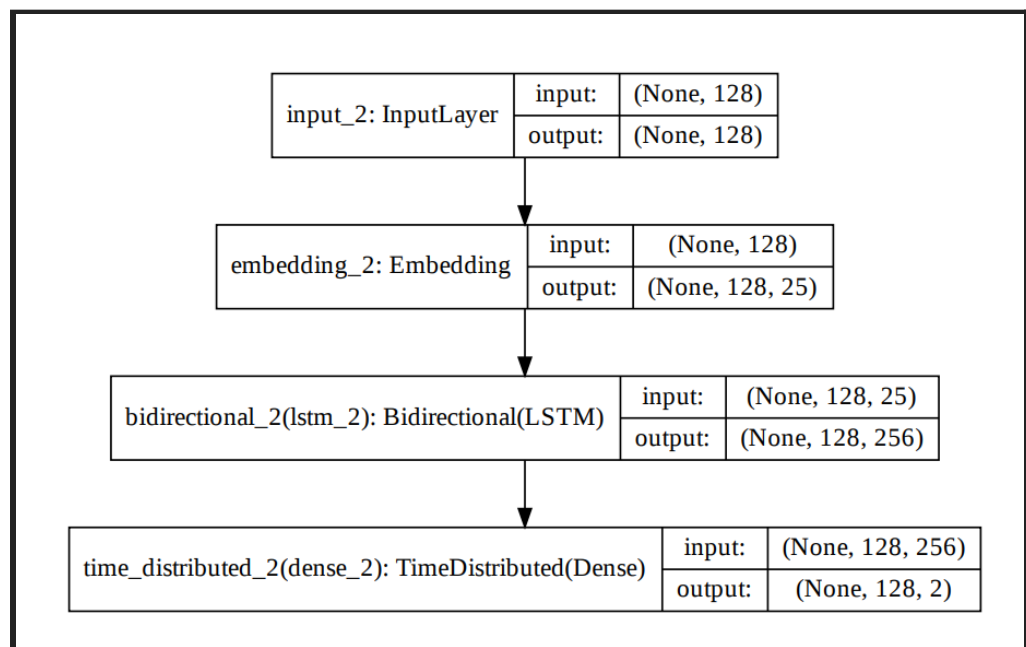 input_2: InputLayer
input: (None, 128)
output: (None, 128)
embedding_2: Embedding
input: (None, 128)
output: (None, 128, 25)
bidirectional_2(lstm_2): Bidirectional(LSTM)
input: (None, 128, 25)
output: (None, 128, 256)
time_distributed_2(dense_2): TimeDistributed(Dense)
input: (None, 128, 256)
output: (None, 128, 2)